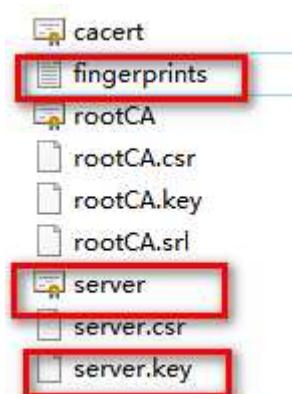 cacert
fingerprints
rootCA
rootCA.csr
rootCA.key
rootCA.srl
server
server.csr
server.key